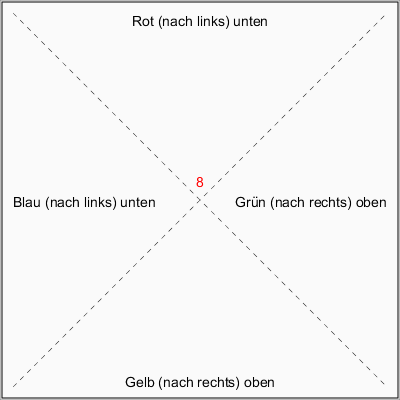 Rot (nach links) unten
8
Blau (nach links) unten
Grün (nach rechts) oben
Gelb (nach rechts) oben